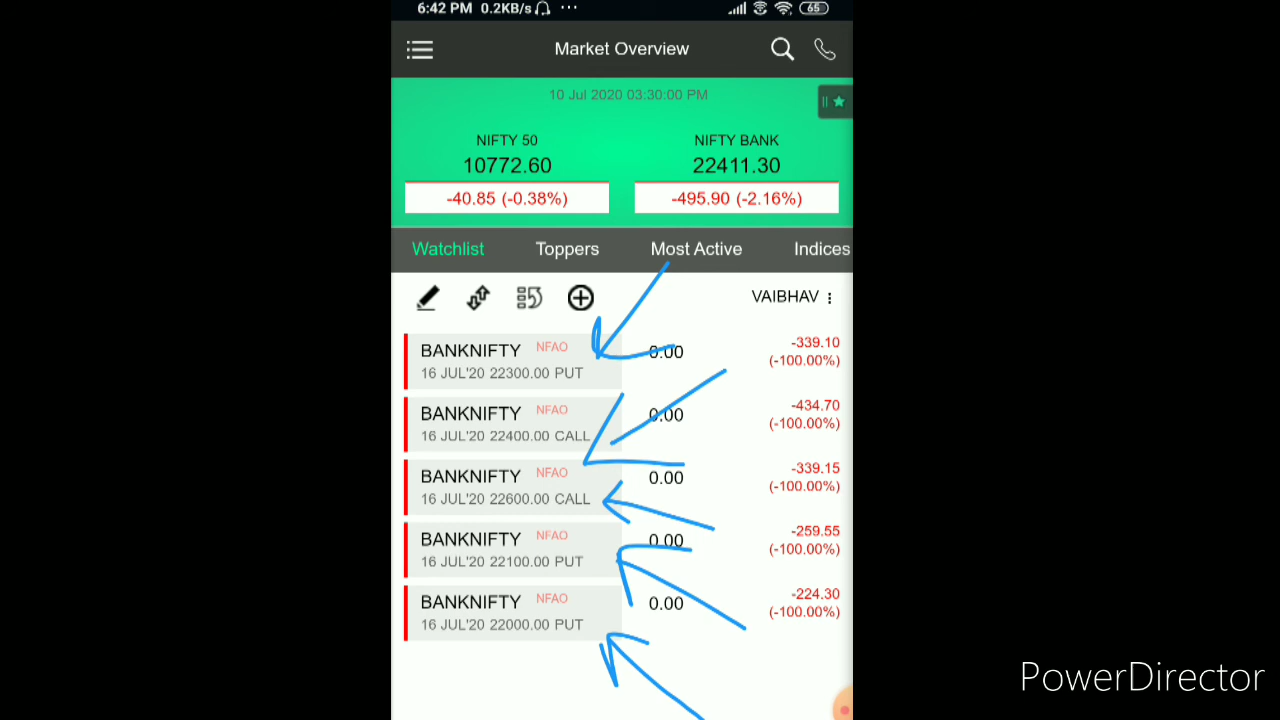 6:42 PM 0.2KB/s ... 65
Market Overview
10 Jul 2020 03:30:00 PM
NIFTY 50 NIFTY BANK
10772.60 22411.30
-40.85 (-0.38%) -495.90 (-2.16%)
Watchlist Toppers Most Active Indices
VAIBHAV
BANKNIFTY NFAO 0.00 -339.10
16 JUL'20 22300.00 PUT (-100.00%)
BANKNIFTY NFAO 0.00 -434.70
16 JUL'20 22400.00 CALL (-100.00%)
BANKNIFTY NFAO 0.00 -339.15
16 JUL'20 22600.00 CALL (-100.00%)
BANKNIFTY NFAO 0.00 -259.55
16 JUL'20 22100.00 PUT (-100.00%)
BANKNIFTY NFAO 0.00 -224.30
16 JUL'20 22000.00 PUT (-100.00%)
PowerDirector